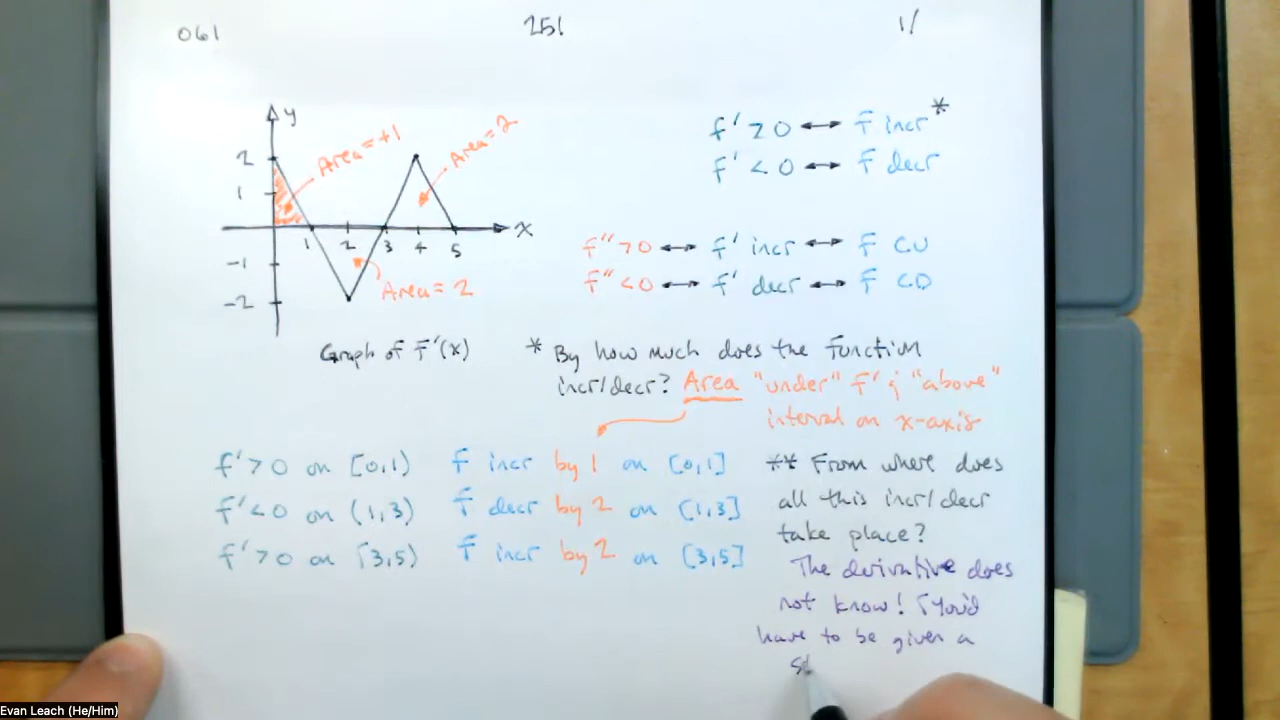 061 251 1/
y
2 Area = +1 Area = 2
1
x
1 2 3 4 5
-1
-2 Area = 2
Graph of f'(x)
f' > 0 ↔ f incr*
f' < 0 ↔ f decr
f" > 0 ↔ f' incr ↔ f CU
f" < 0 ↔ f' decr ↔ f CD
* By how much does the function
incr/decr? Area "under" f' & "above"
interval on x-axis
f' > 0 on [0,1) f incr by 1 on [0,1]
f' < 0 on (1,3) f decr by 2 on [1,3]
f' > 0 on (3,5) f incr by 2 on [3,5]
** From where does
all this incr/decr
take place?
The derivative does
not know! (You'd
have to be given a
Evan Leach (He/Him)